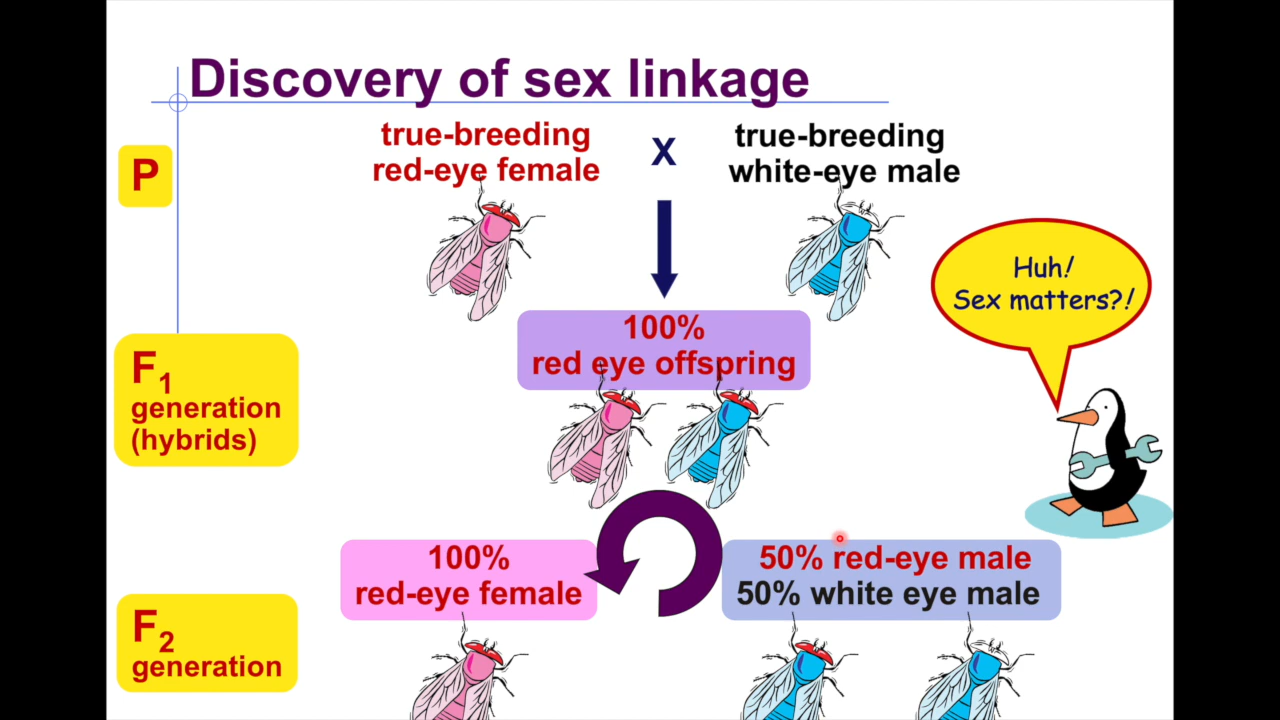 Discovery of sex linkage
P
true-breeding
red-eye female
X
true-breeding
white-eye male
Huh!
Sex matters?!
100%
red eye offspring
F1
generation
(hybrids)
100%
red-eye female
50% red-eye male
50% white eye male
F2
generation